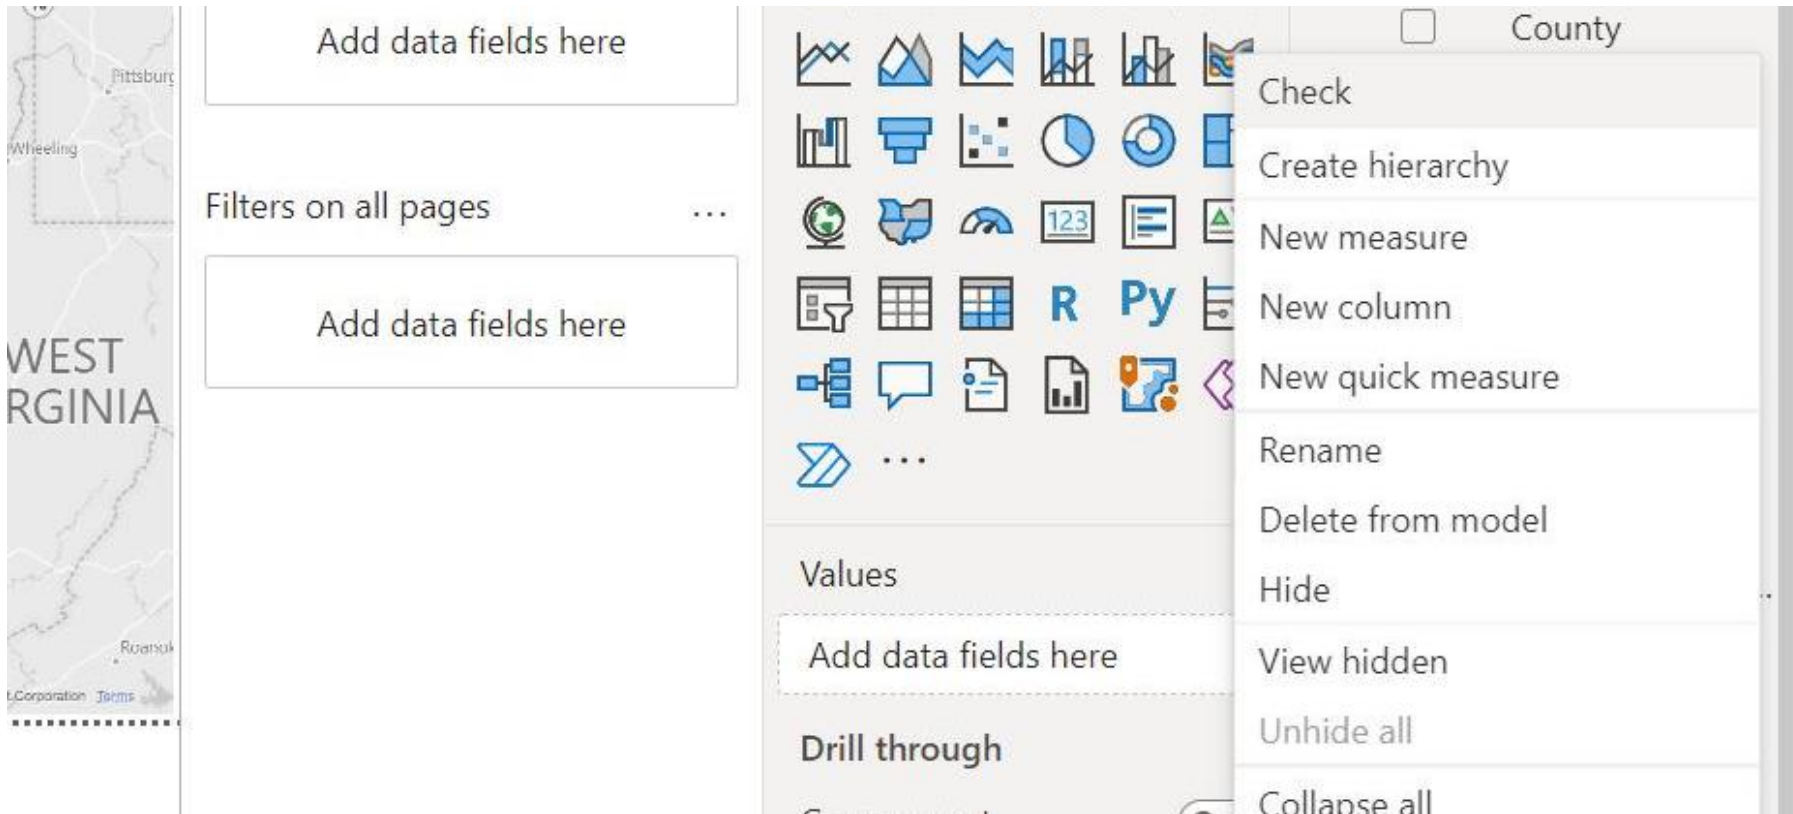 Pittsburg
Wheeling
WEST
RGINIA
Roanok
Corporation Terms
Add data fields here
Filters on all pages ...
Add data fields here
123
R Py
...
Values
Add data fields here
Drill through
County
Check
Create hierarchy
New measure
New column
New quick measure
Rename
Delete from model
Hide
View hidden
Unhide all
Collapse all